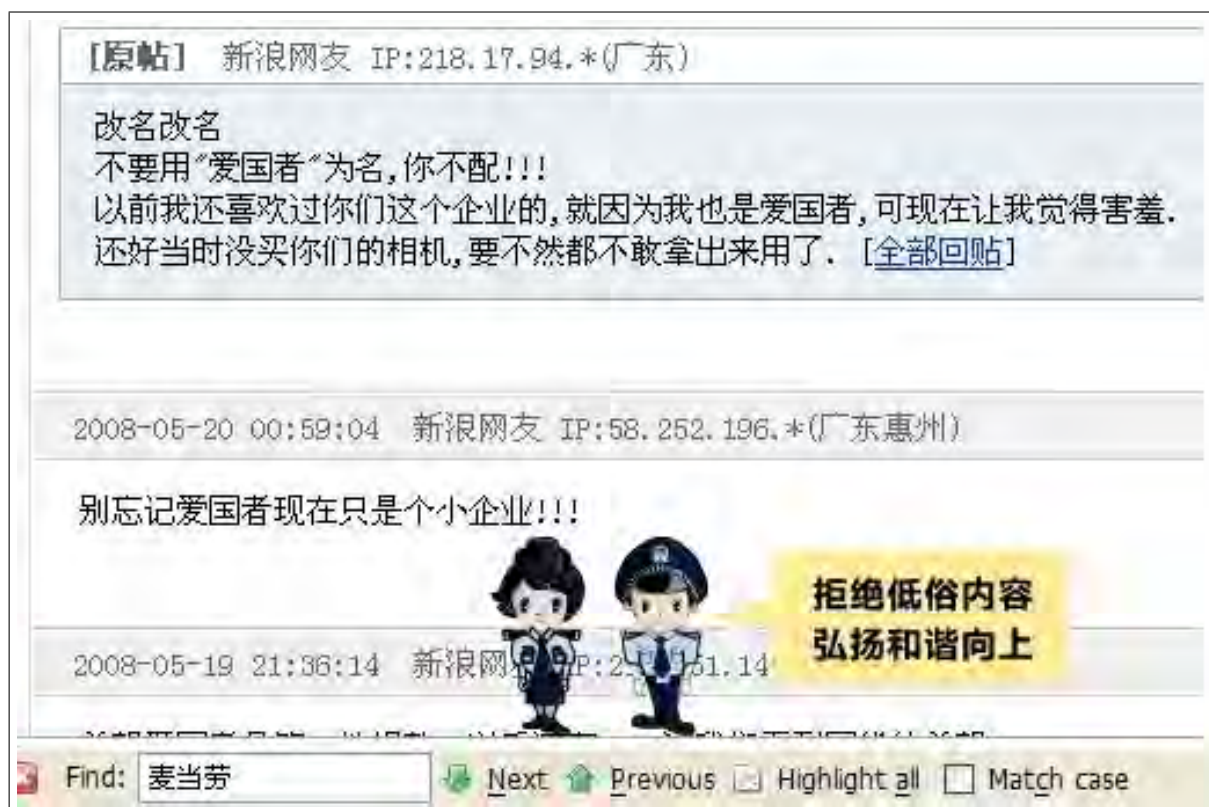 [原帖] 新浪网友 IP:218.17.94.*(广东)
改名改名
不要用"爱国者"为名,你不配!!!
以前我还喜欢过你们这个企业的,就因为我也是爱国者,可现在让我觉得害羞.
还好当时没买你们的相机,要不然都不敢拿出来用了. [全部回贴]
2008-05-20 00:59:04 新浪网友 IP:58.252.196.*(广东惠州)
别忘记爱国者现在只是个小企业!!!
拒绝低俗内容
弘扬和谐向上
2008-05-19 21:36:14 新浪网
Find: 麦当劳 Next Previous Highlight all Match case